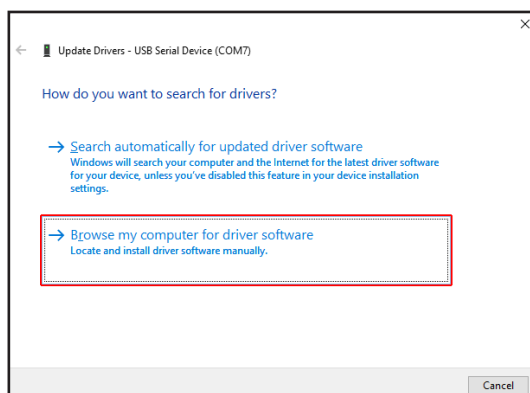 Update Drivers - USB Serial Device (COM7)
How do you want to search for drivers?
Search automatically for updated driver software
Windows will search your computer and the Internet for the latest driver software
for your device, unless you've disabled this feature in your device installation
settings.
Browse my computer for driver software
Locate and install driver software manually.
Cancel